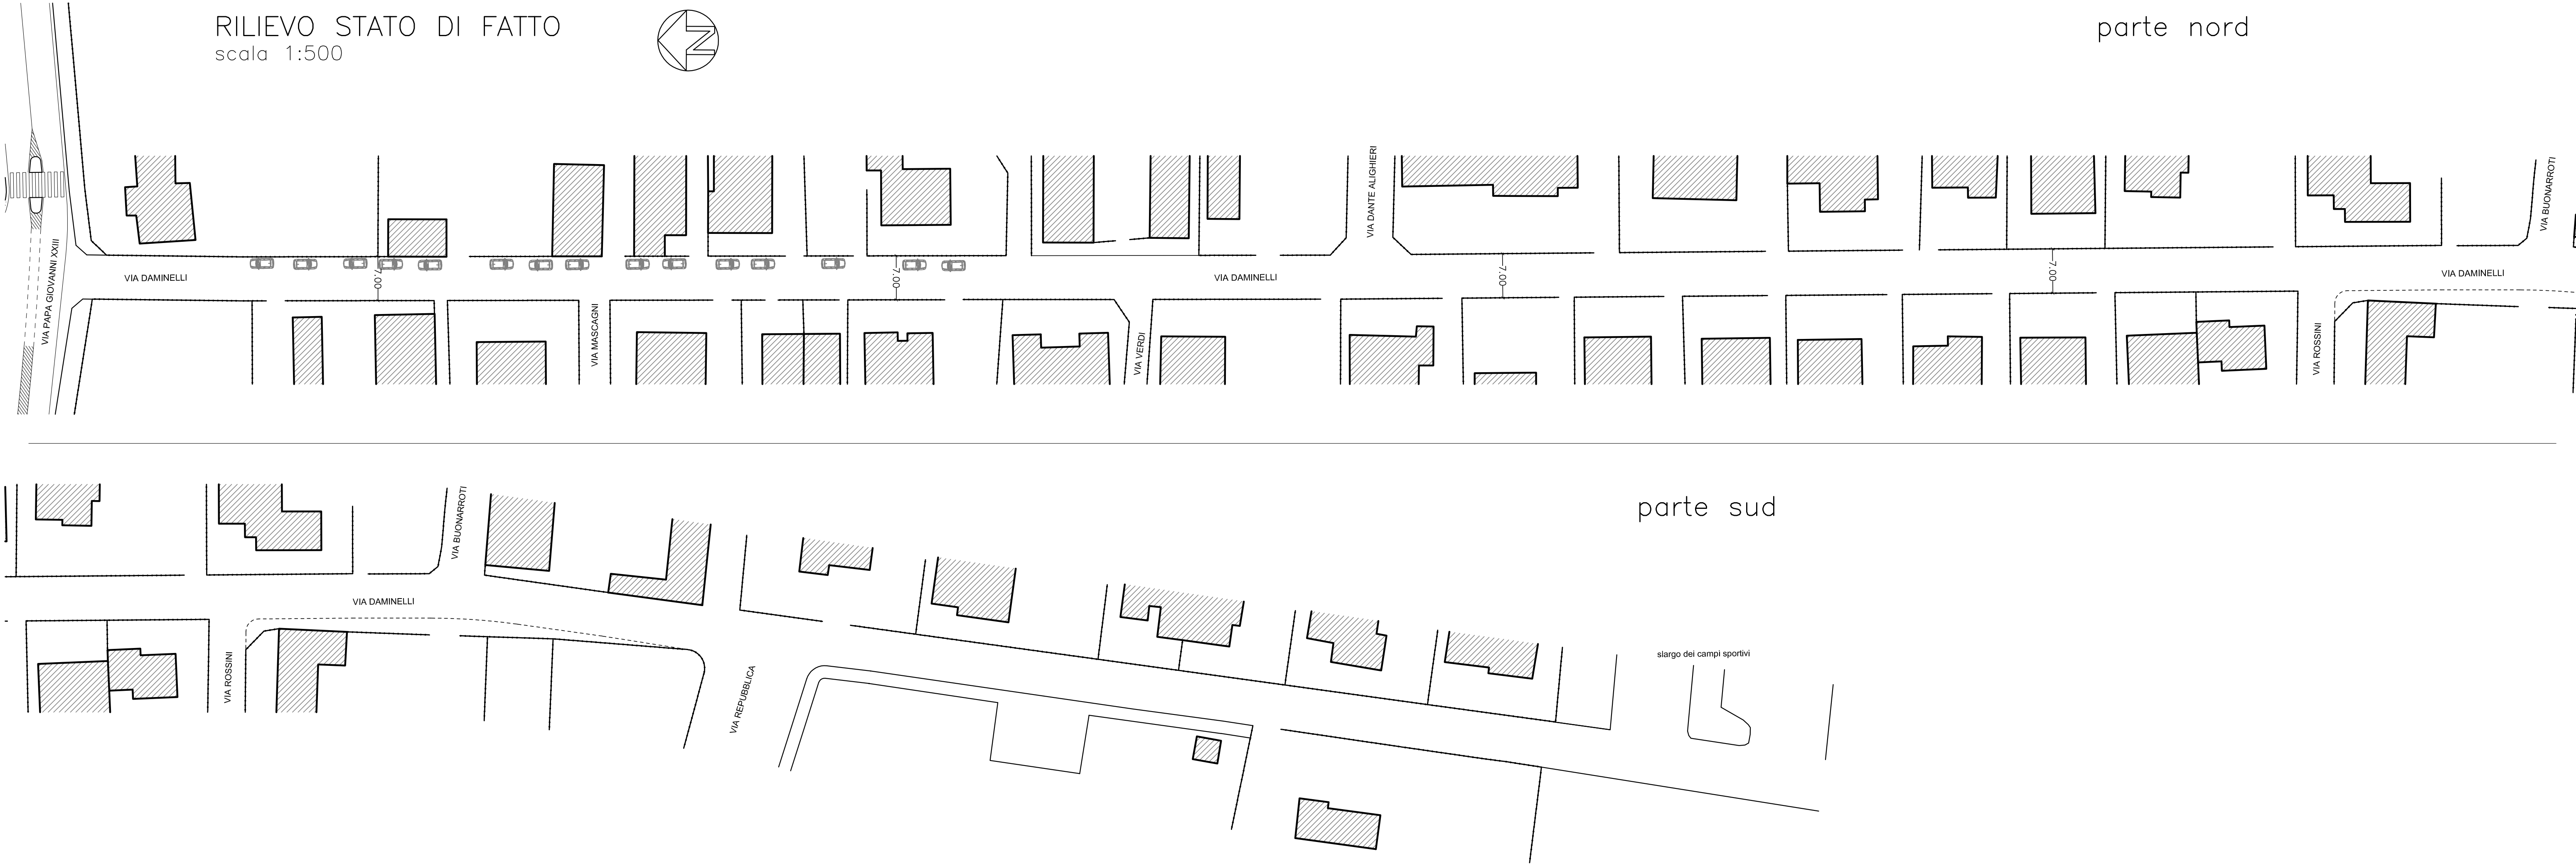 RILIEVO STATO DI FATTO
scala 1:500
N
parte nord
VIA PAPA GIOVANNI XXIII
VIA DAMINELLI
7.00
VIA MASCAGNI
7.00
VIA VERDI
VIA DAMINELLI
VIA DANTE ALIGHIERI
7.00
7.00
VIA ROSSINI
VIA DAMINELLI
VIA BUONARROTI
parte sud
VIA ROSSINI
VIA DAMINELLI
VIA BUONARROTI
VIA REPUBBLICA
slargo dei campi sportivi